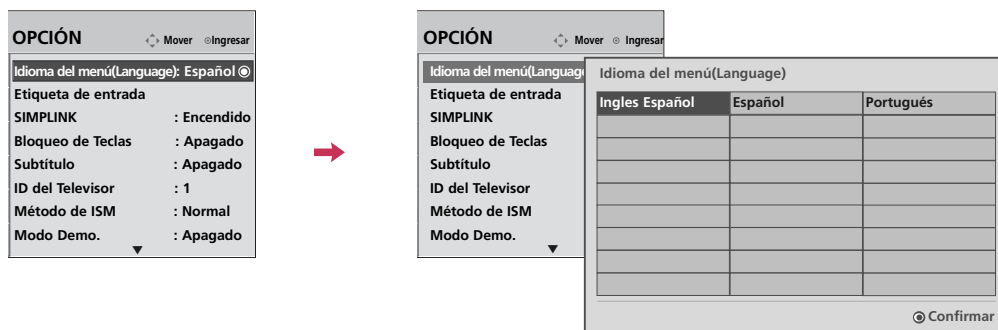 OPCIÓN Mover Ingresar
Idioma del menú(Language): Español
Etiqueta de entrada
SIMPLINK : Encendido
Bloqueo de Teclas : Apagado
Subtítulo : Apagado
ID del Televisor : 1
Método de ISM : Normal
Modo Demo. : Apagado
OPCIÓN Mover Ingresar
Idioma del menú(Language
Etiqueta de entrada
SIMPLINK
Bloqueo de Teclas
Subtítulo
ID del Televisor
Método de ISM
Modo Demo.
Idioma del menú(Language)
Ingles Español Español Portugués
Confirmar